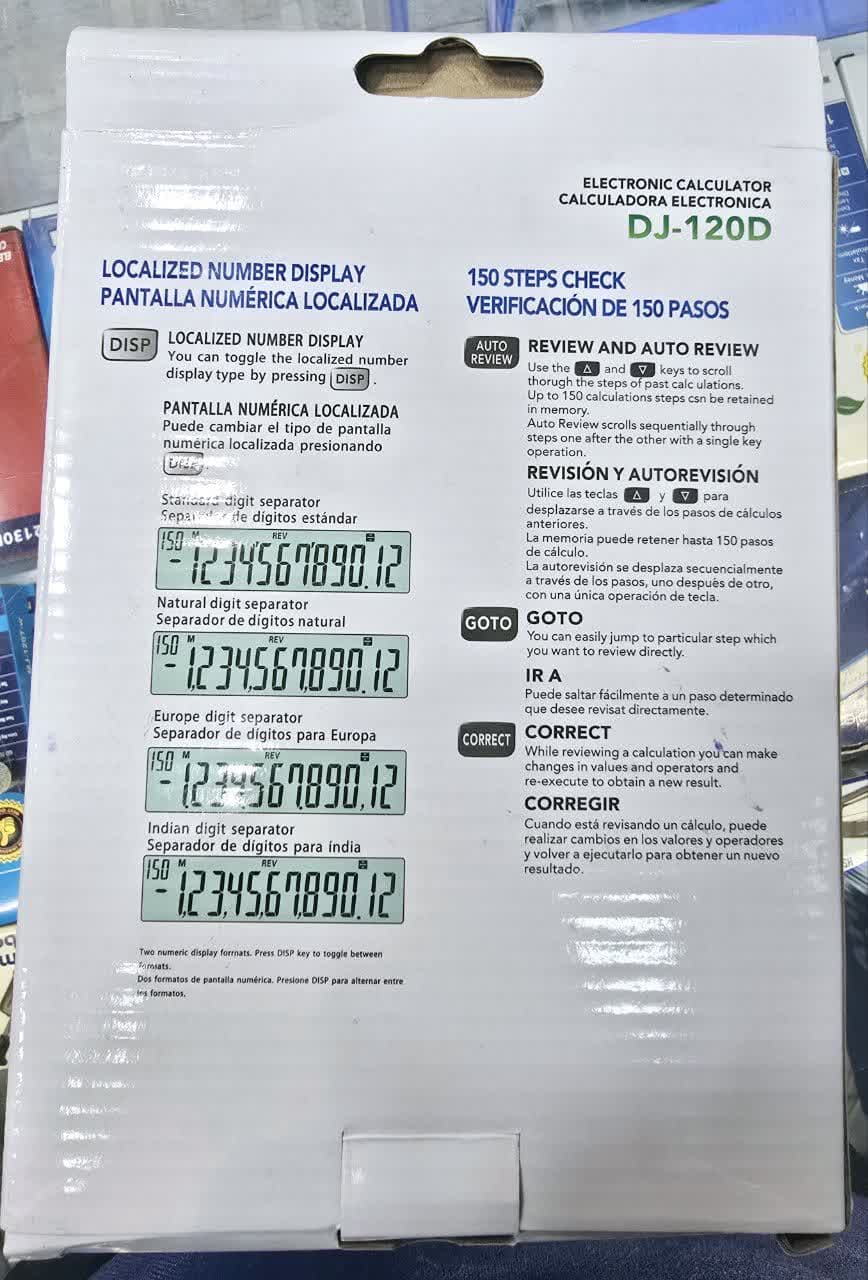 ELECTRONIC CALCULATOR
CALCULADORA ELECTRONICA
DJ-120D
LOCALIZED NUMBER DISPLAY
PANTALLA NUMÉRICA LOCALIZADA
DISP
LOCALIZED NUMBER DISPLAY
You can toggle the localized number
display type by pressing DISP .
PANTALLA NUMÉRICA LOCALIZADA
Puede cambiar el tipo de pantalla
numérica localizada presionando
DISP.
Standard digit separator
Separador de dígitos estándar
150 M REV
-1234567890.12
Natural digit separator
Separador de dígitos natural
150 M REV
-1,234,567,890.12
Europe digit separator
Separador de dígitos para Europa
150 M REV
-1,234,567,890,12
Indian digit separator
Separador de dígitos para índia
150 M REV
-1,23,45,67,890.12
Two numeric display fornats. Press DISP key to toggle between
formats.
Dos formatos de pantalla numérica. Presione DISP para alternar entre
los formatos.
150 STEPS CHECK
VERIFICACIÓN DE 150 PASOS
AUTO
REVIEW
REVIEW AND AUTO REVIEW
Use the △ and ▽ keys to scroll
thorugh the steps of past calc ulations.
Up to 150 calculations steps csn be retained
in memory.
Auto Review scrolls sequentially through
steps one after the other with a single key
operation.
REVISIÓN Y AUTOREVISIÓN
Utilice las teclas △ y ▽ para
desplazarse a través de los pasos de cálculos
anteriores.
La memoria puede retener hasta 150 pasos
de cálculo.
La autorevisión se desplaza secuencialmente
a través de los pasos, uno después de otro,
con una única operación de tecla.
GOTO
GOTO
You can easily jump to particular step which
you want to review directly.
IR A
Puede saltar fácilmente a un paso determinado
que desee revisat directamente.
CORRECT
CORRECT
While reviewing a calculation you can make
changes in values and operators and
re-execute to obtain a new result.
CORREGIR
Cuando está revisando un cálculo, puede
realizar cambios en los valores y operadores
y volver a ejecutarlo para obtener un nuevo
resultado.